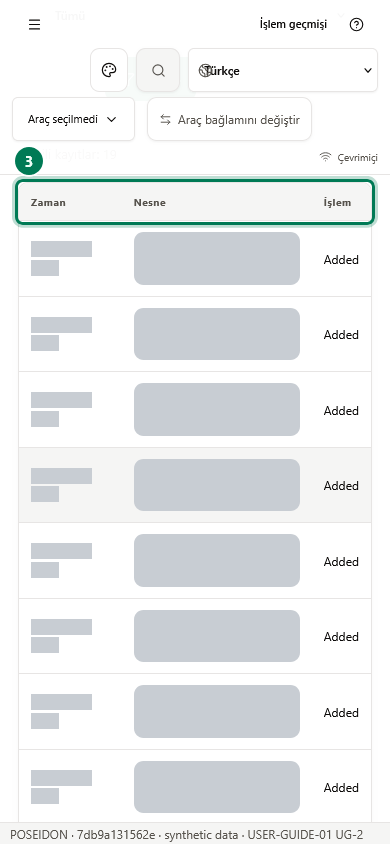 İşlem geçmişi
Türkçe
Araç seçilmedi
Araç bağlamını değiştir
3
Çevrimiçi
Zaman Nesne İşlem
Added
Added
Added
Added
Added
Added
Added
Added
POSEIDON · 7db9a131562e · synthetic data · USER-GUIDE-01 UG-2